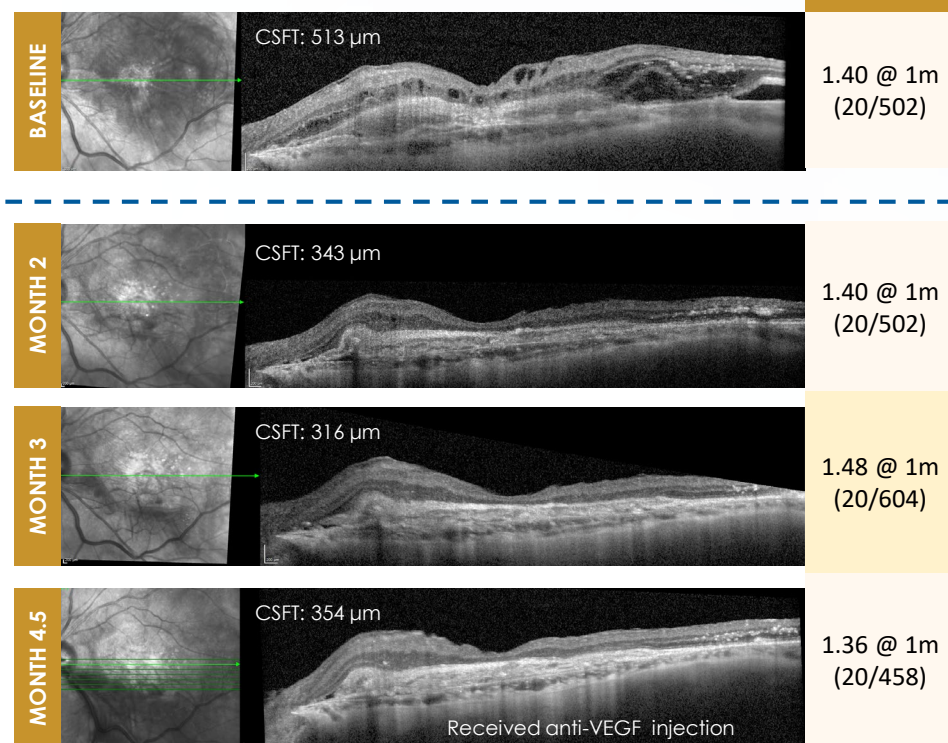 BASELINE
CSFT: 513 µm
1.40 @ 1m
(20/502)
MONTH 2
CSFT: 343 µm
1.40 @ 1m
(20/502)
MONTH 3
CSFT: 316 µm
1.48 @ 1m
(20/604)
MONTH 4.5
CSFT: 354 µm
Received anti-VEGF injection
1.36 @ 1m
(20/458)